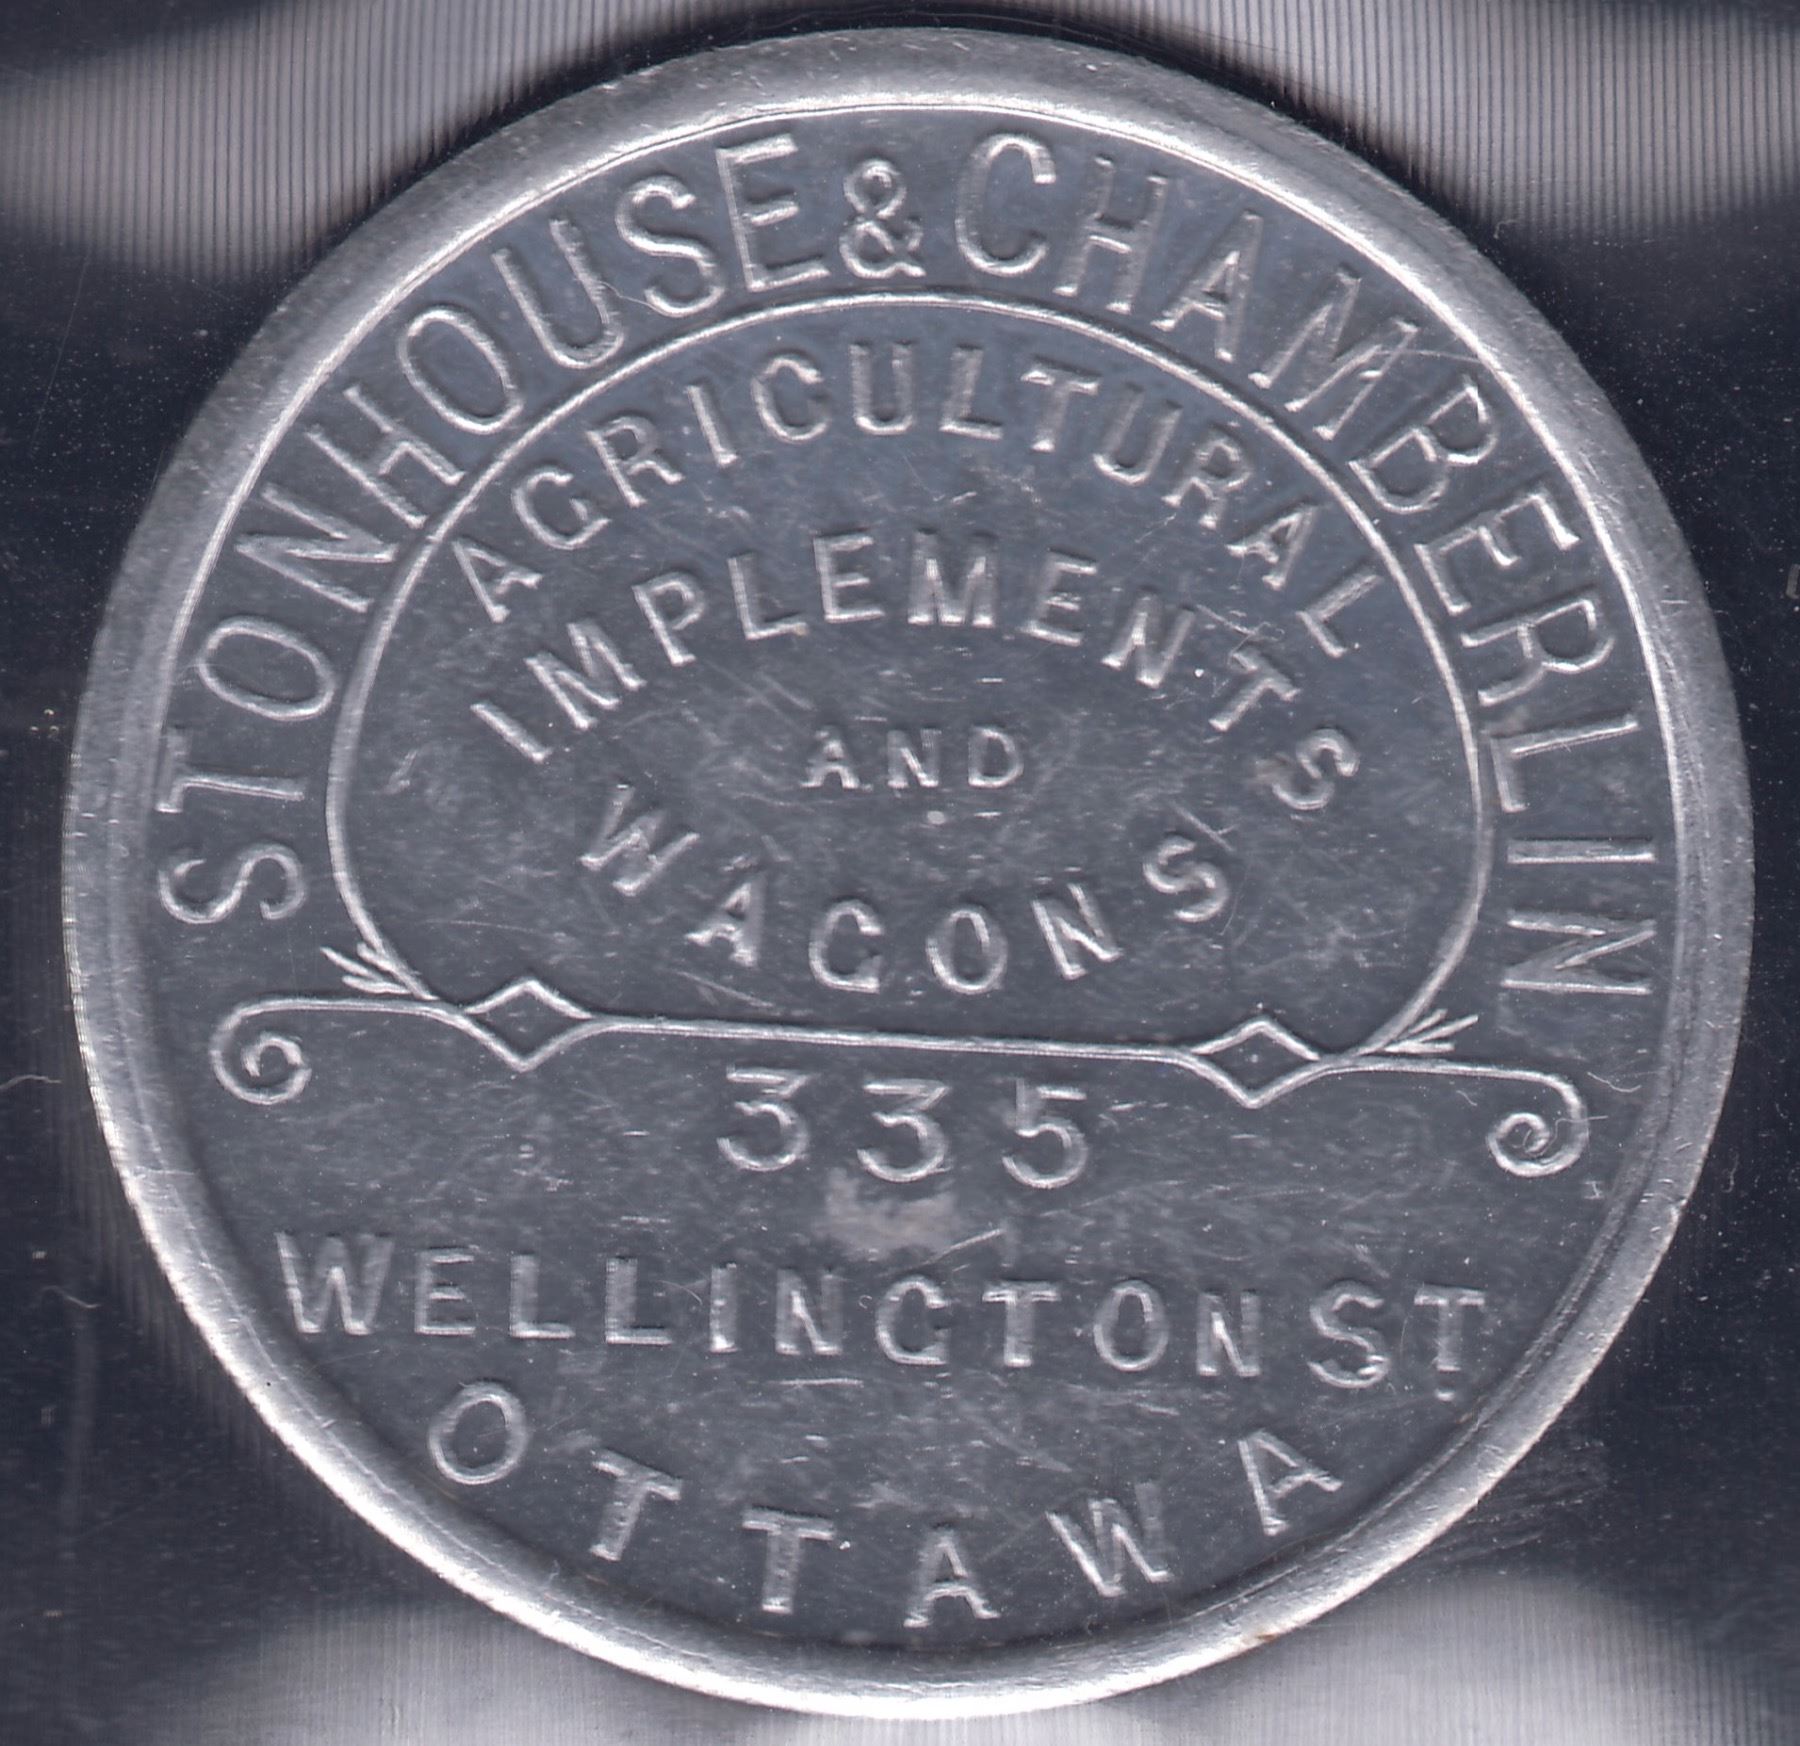 STONHOUSE & CHAMBERLIN
AGRICULTURAL
IMPLEMENTS
AND
WAGONS
335
WELLINGTON ST
OTTAWA